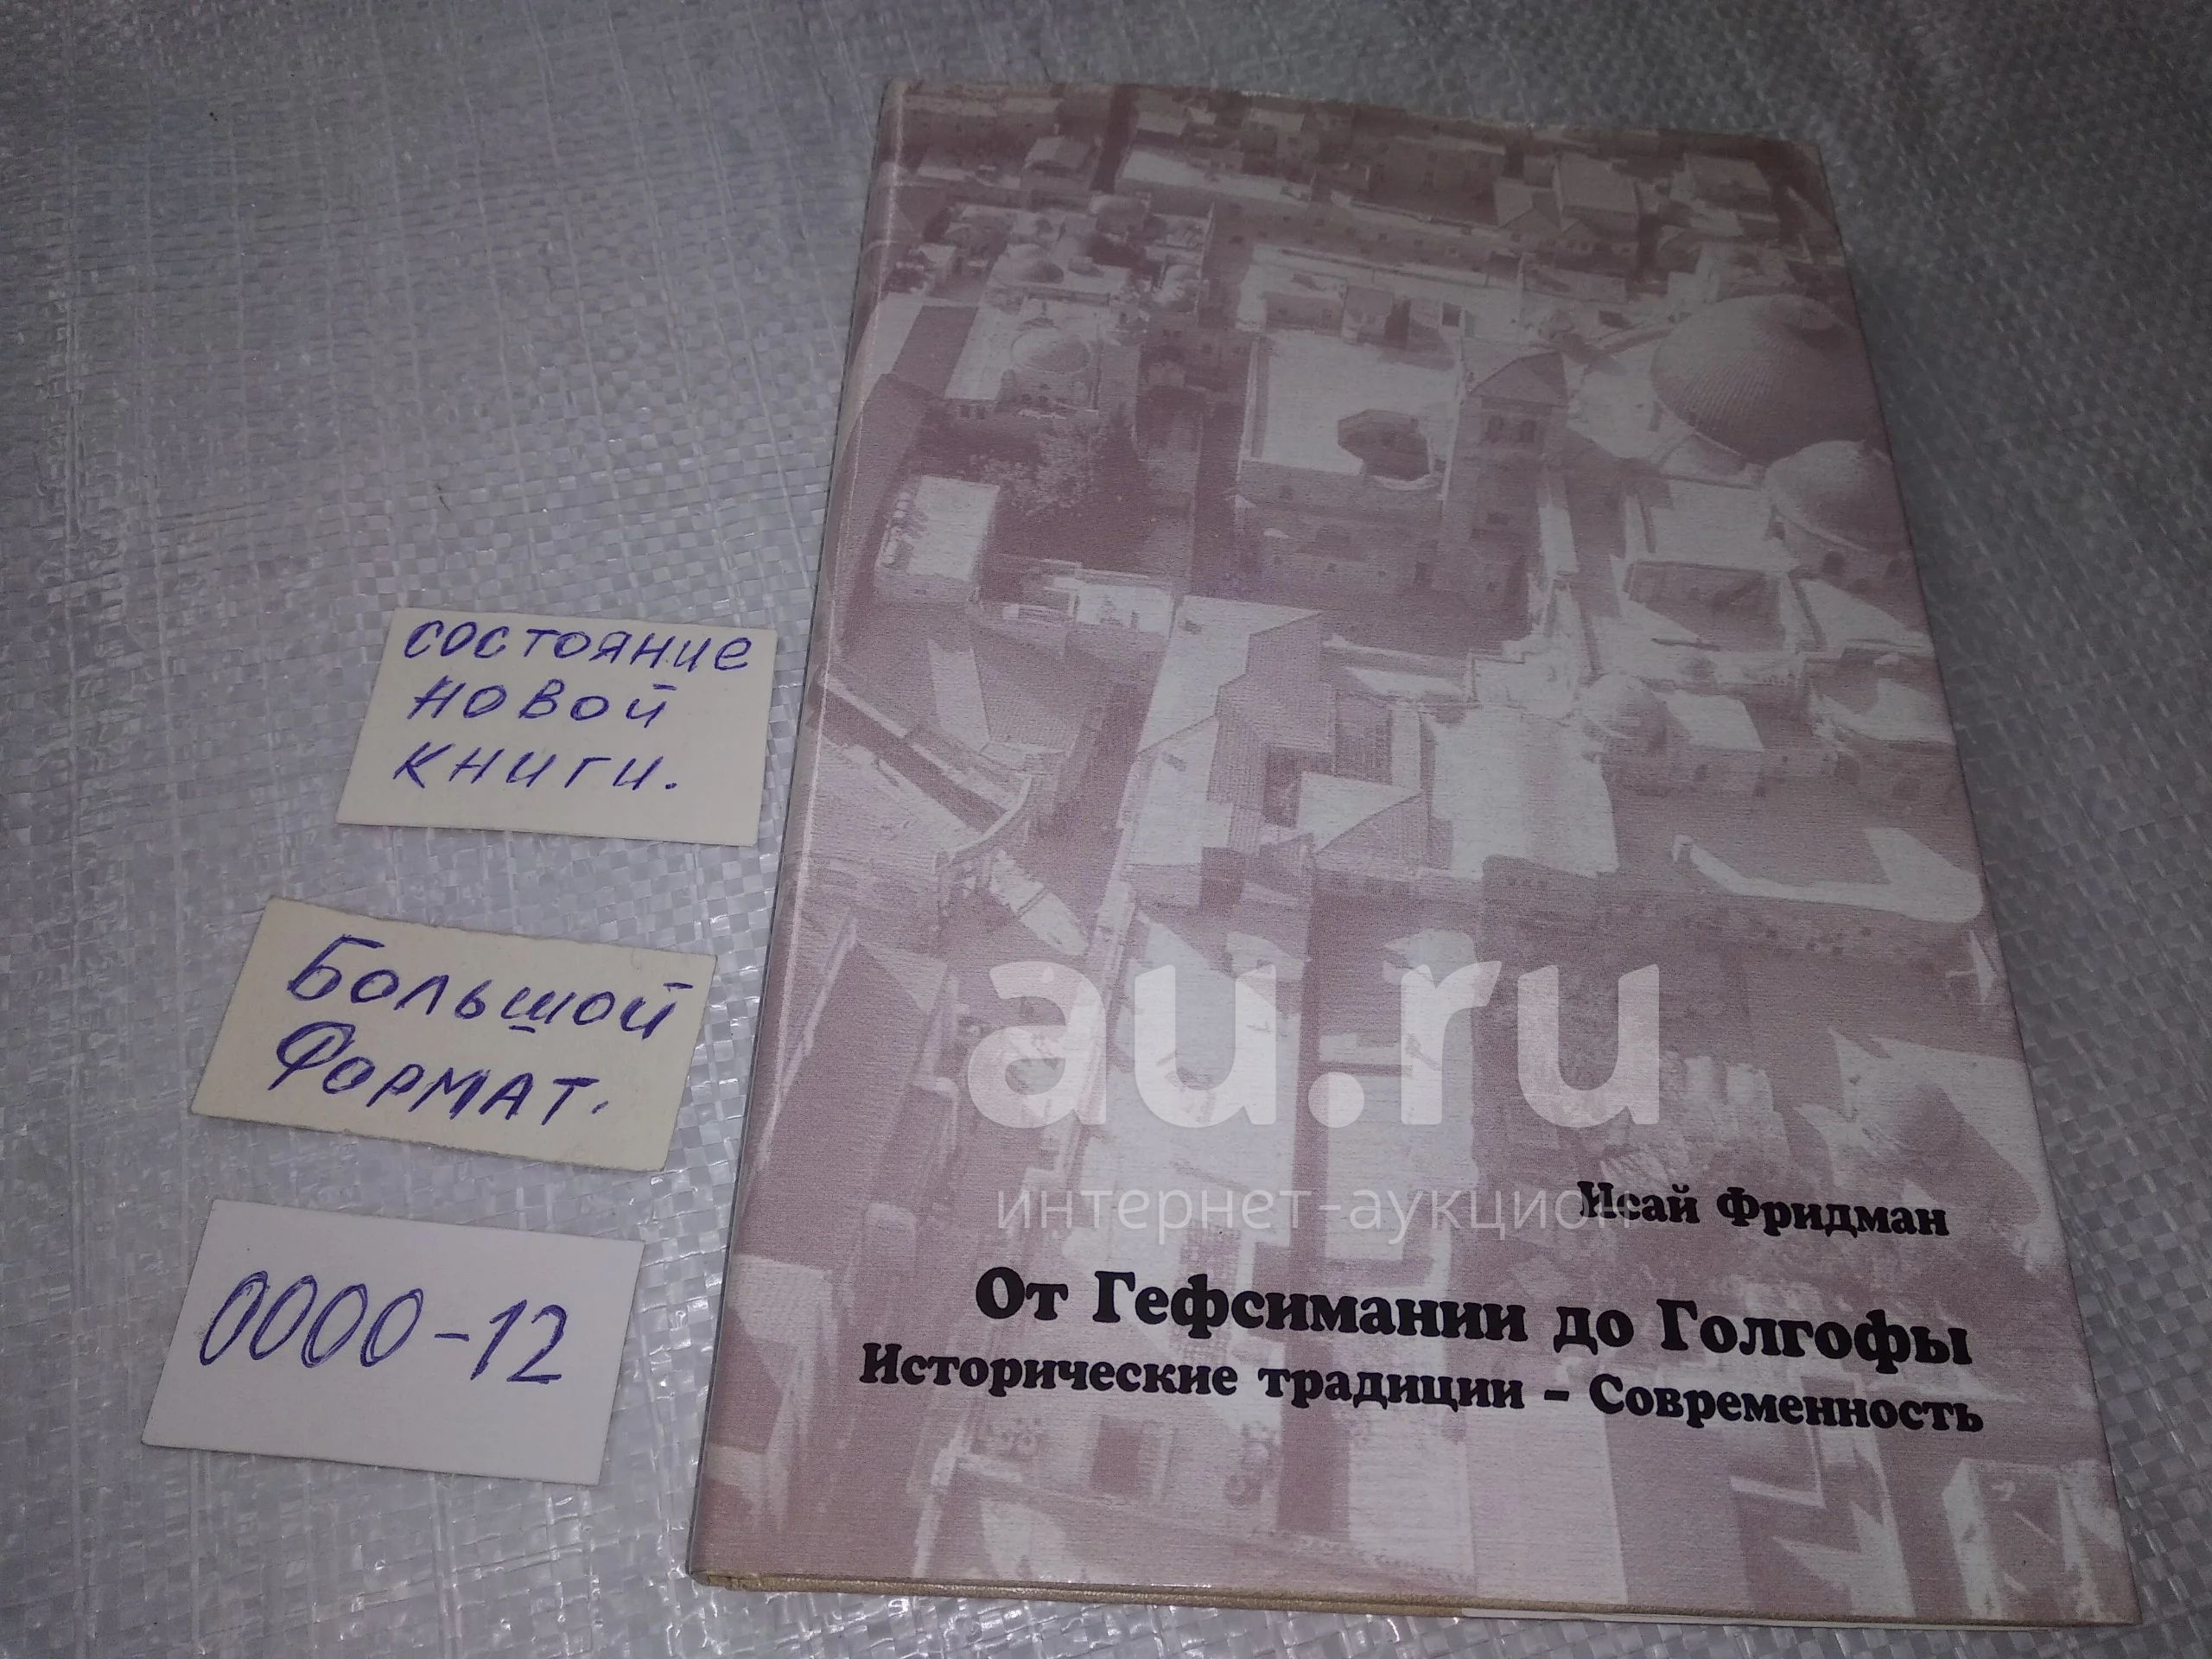 состояние
новой
книги.
Большой
Формат.
0000-12
au.ru
интернет-аукцион
Исай Фридман
От Гефсимании до Голгофы
Исторические традиции – Современность